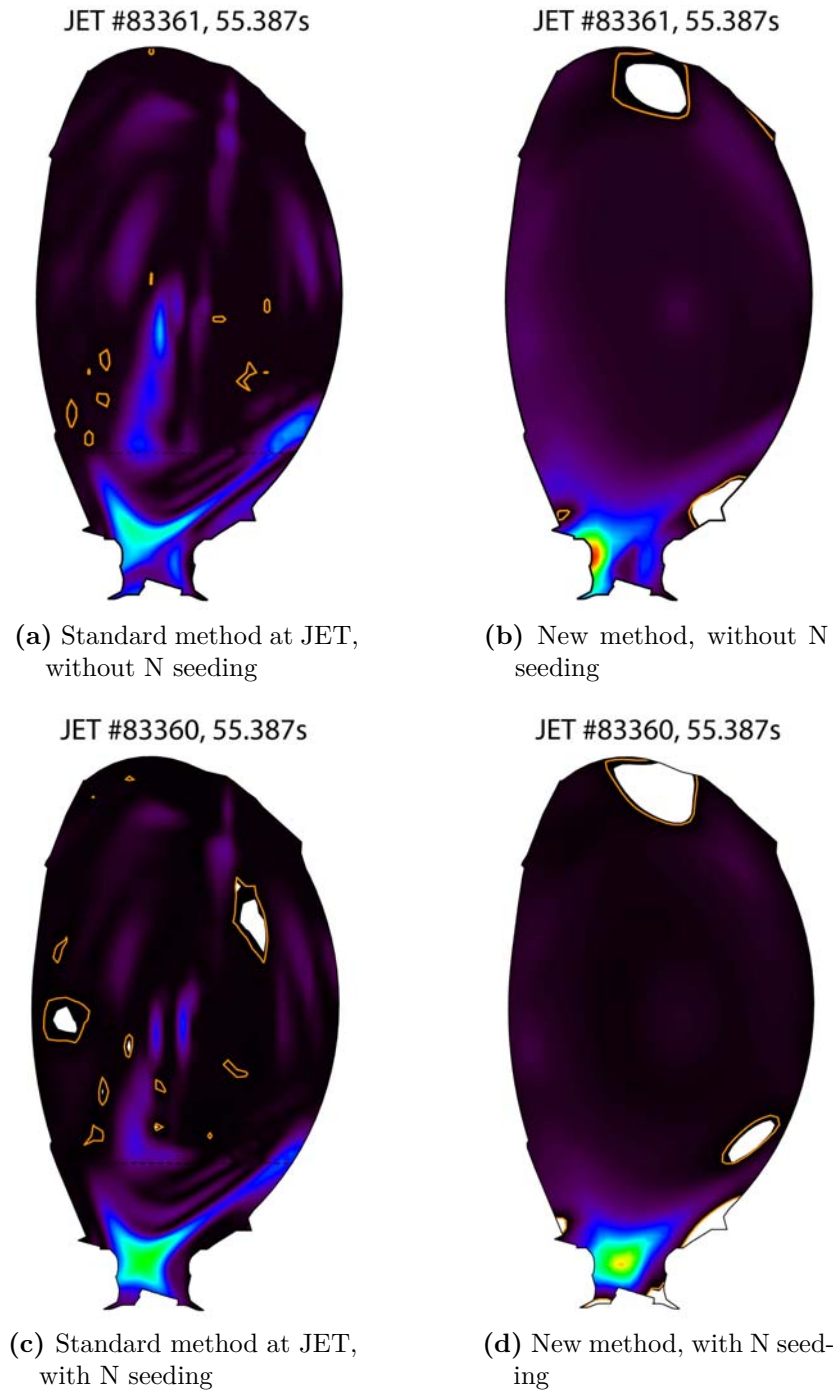 JET #83361, 55.387s
JET #83361, 55.387s
(a) Standard method at JET,
without N seeding
(b) New method, without N
seeding
JET #83360, 55.387s
JET #83360, 55.387s
(c) Standard method at JET,
with N seeding
(d) New method, with N seed-
ing